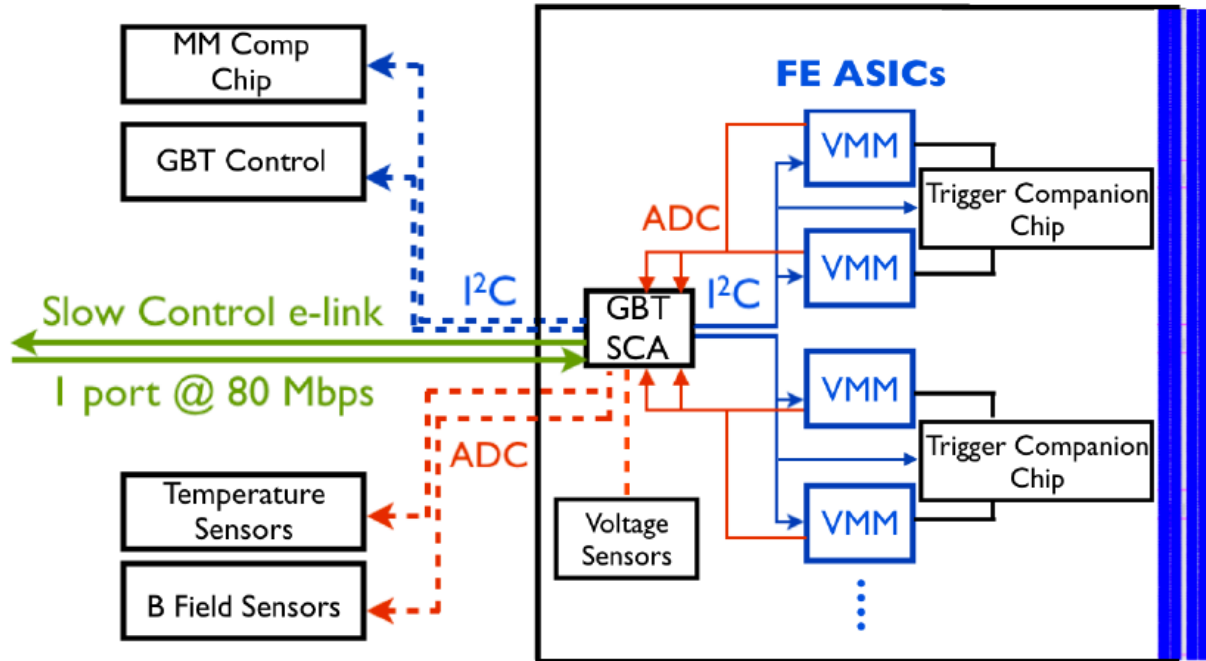 MM Comp
Chip
GBT Control
FE ASICs
VMM
Trigger Companion
Chip
ADC
VMM
I²C
I²C
GBT
SCA
Slow Control e-link
1 port @ 80 Mbps
VMM
Trigger Companion
Chip
ADC
VMM
Temperature
Sensors
Voltage
Sensors
B Field Sensors